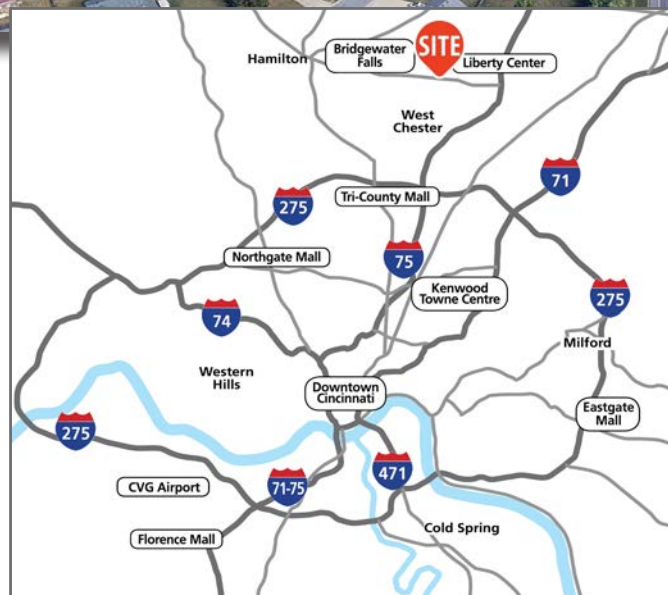 SITE
Bridgewater
Falls
Hamilton
Liberty Center
West
Chester
71
275
Tri-County Mall
Northgate Mall
75
Kenwood
Towne Centre
275
74
Milford
Western
Hills
Downtown
Cincinnati
Eastgate
Mall
275
CVG Airport
71-75
471
Cold Spring
Florence Mall